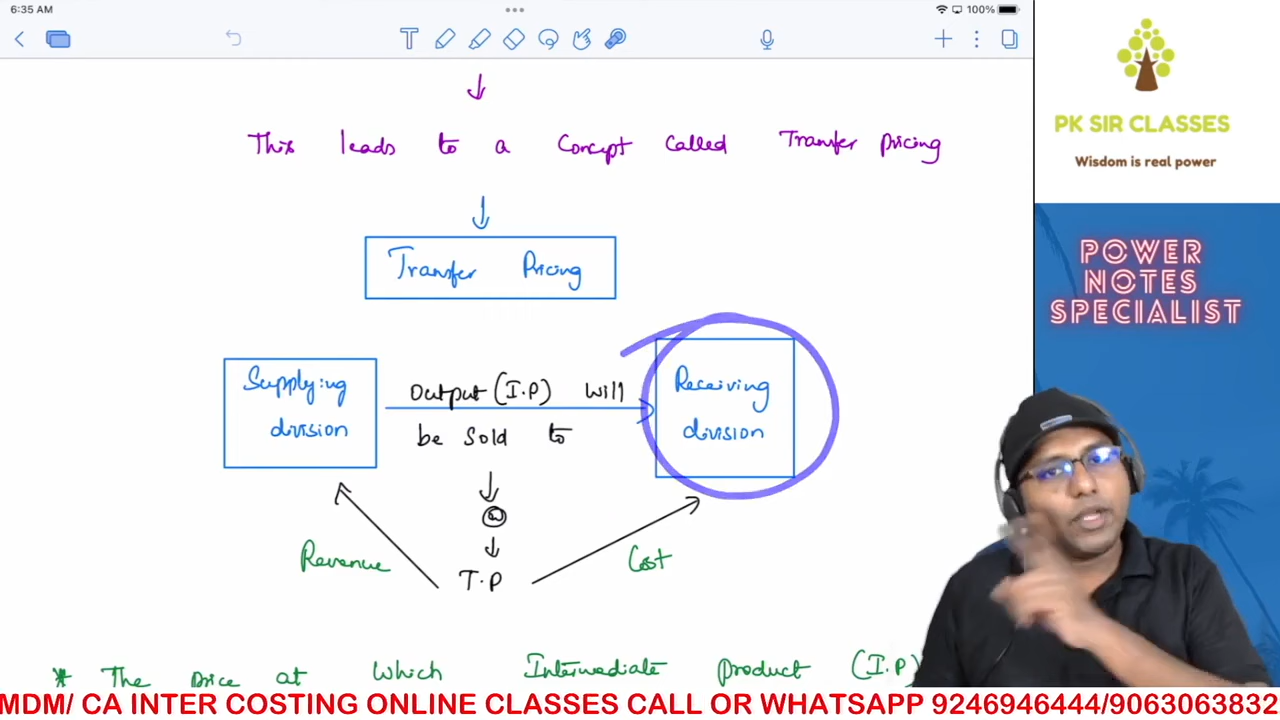 6:35 AM
100%
This leads to a Concept called Transfer pricing
Transfer Pricing
Supplying
division
Output (I.P) will
be Sold to
Receiving
division
@
T.P
Revenue
Cost
* The price at which Intermediate product (I.P)
PK SIR CLASSES
Wisdom is real power
POWER
NOTES
SPECIALIST
MDM/ CA INTER COSTING ONLINE CLASSES CALL OR WHATSAPP 9246946444/9063063832